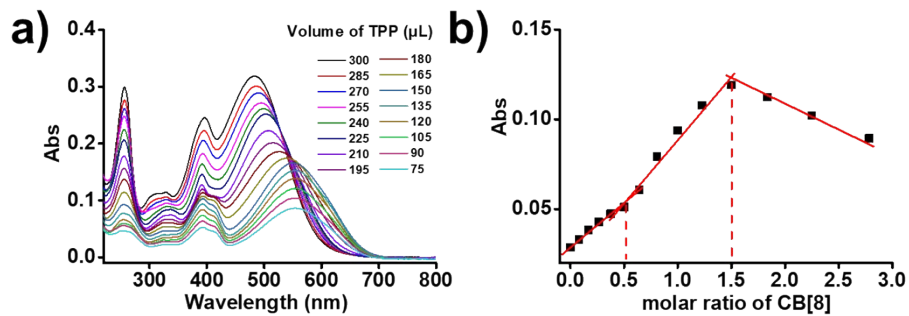 a)
Abs
0.4
0.3
0.2
0.1
0.0
Volume of TPP (µL)
300 180
285 165
270 150
255 135
240 120
225 105
210 90
195 75
300 400 500 600 700 800
Wavelength (nm)
b)
Abs
0.15
0.10
0.05
0.0 0.5 1.0 1.5 2.0 2.5 3.0
molar ratio of CB[8]